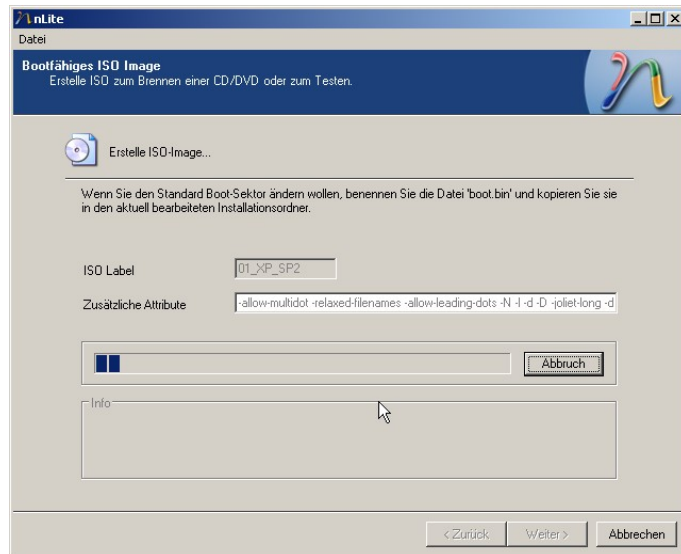 nLite
Datei
Bootfähiges ISO Image
Erstelle ISO zum Brennen einer CD/DVD oder zum Testen.
Erstelle ISO-Image...
Wenn Sie den Standard Boot-Sektor ändern wollen, benennen Sie die Datei 'boot.bin' und kopieren Sie sie
in den aktuell bearbeiteten Installationsordner.
ISO Label
01_XP_SP2
Zusätzliche Attribute
-allow-multidot -relaxed-filenames -allow-leading-dots -N -l -d -D -joliet-long -d
Abbruch
Info
< Zurück
Weiter >
Abbrechen